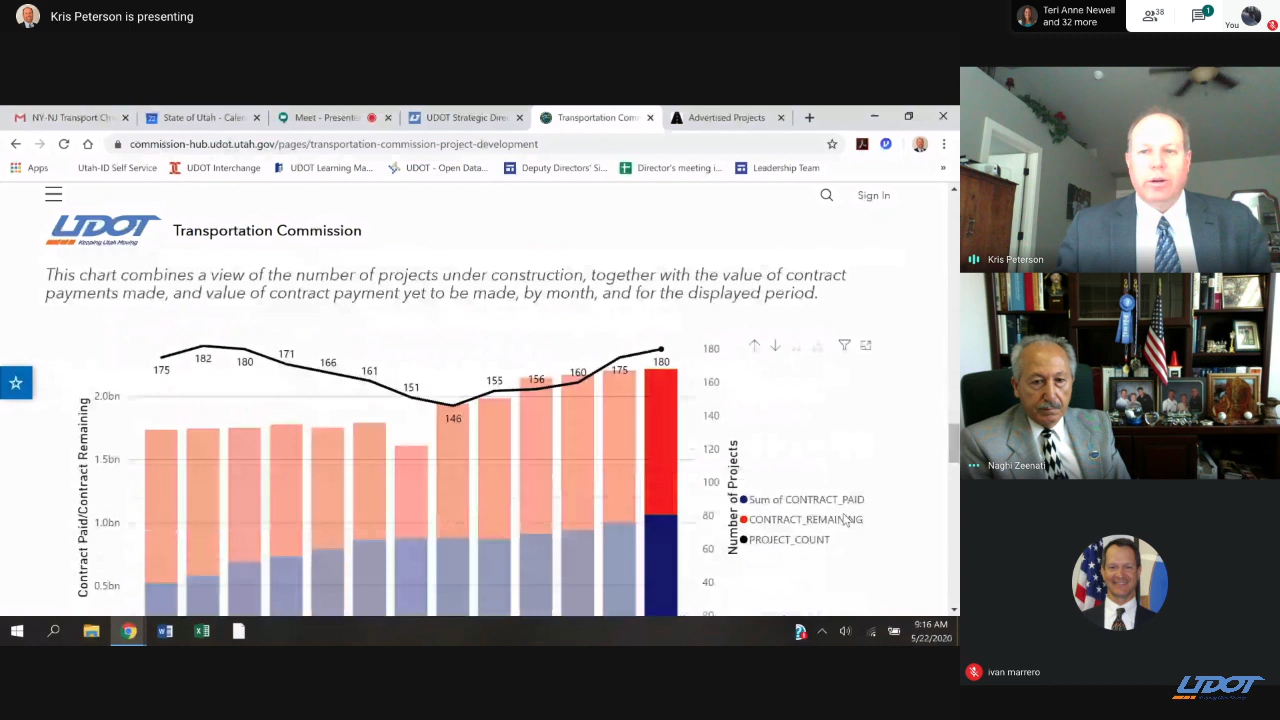 Kris Peterson is presenting
Teri Anne Newell
and 32 more
38
1
You
NY-NJ Transport Ch
State of Utah - Calen
Meet - Presente
UDOT Strategic Dire
Transportation Com
Advertised Projects
commission-hub.udot.utah.gov/pages/transportation-commission-project-development
Apps
Utah-ID Self Service
UDOT Interchange
UDOT Learning Ma...
UDOT - Open Data...
Deputy Directors' Si...
Director's meeting i...
Leadership Team
»
Sign In
UDOT
Keeping Utah Moving
Transportation Commission
This chart combines a view of the number of projects under construction, together with the value of contract
payments made, and value of contract payment yet to be made, by month, and for the displayed period.
175
182
180
171
166
161
151
146
155
156
160
175
180
2.0bn
1.5bn
1.0bn
0.5bn
Contract Paid/Contract Remaining
180
160
140
120
100
80
60
40
20
Number of Projects
Sum of CONTRACT_PAID
CONTRACT_REMAINING
PROJECT_COUNT
9:16 AM
5/22/2020
Kris Peterson
Naghi Zeenati
ivan marrero
UDOT